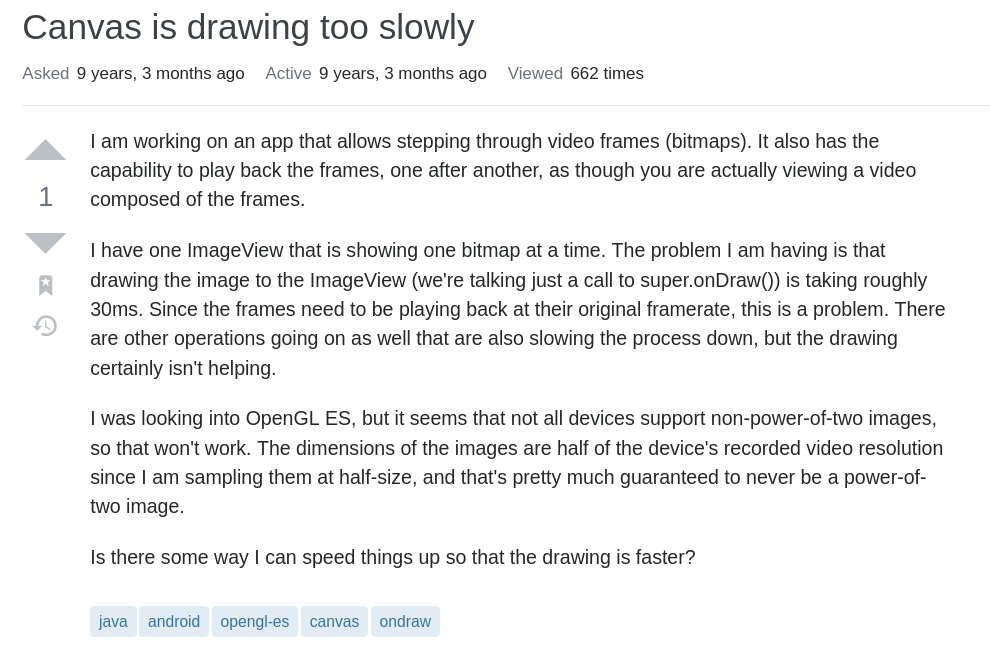 Canvas is drawing too slowly
Asked 9 years, 3 months ago Active 9 years, 3 months ago Viewed 662 times
I am working on an app that allows stepping through video frames (bitmaps). It also has the
capability to play back the frames, one after another, as though you are actually viewing a video
composed of the frames.
1
I have one ImageView that is showing one bitmap at a time. The problem I am having is that
drawing the image to the ImageView (we're talking just a call to super.onDraw()) is taking roughly
30ms. Since the frames need to be playing back at their original framerate, this is a problem. There
are other operations going on as well that are also slowing the process down, but the drawing
certainly isn't helping.
I was looking into OpenGL ES, but it seems that not all devices support non-power-of-two images,
so that won't work. The dimensions of the images are half of the device's recorded video resolution
since I am sampling them at half-size, and that's pretty much guaranteed to never be a power-of-
two image.
Is there some way I can speed things up so that the drawing is faster?
java android opengl-es canvas ondraw